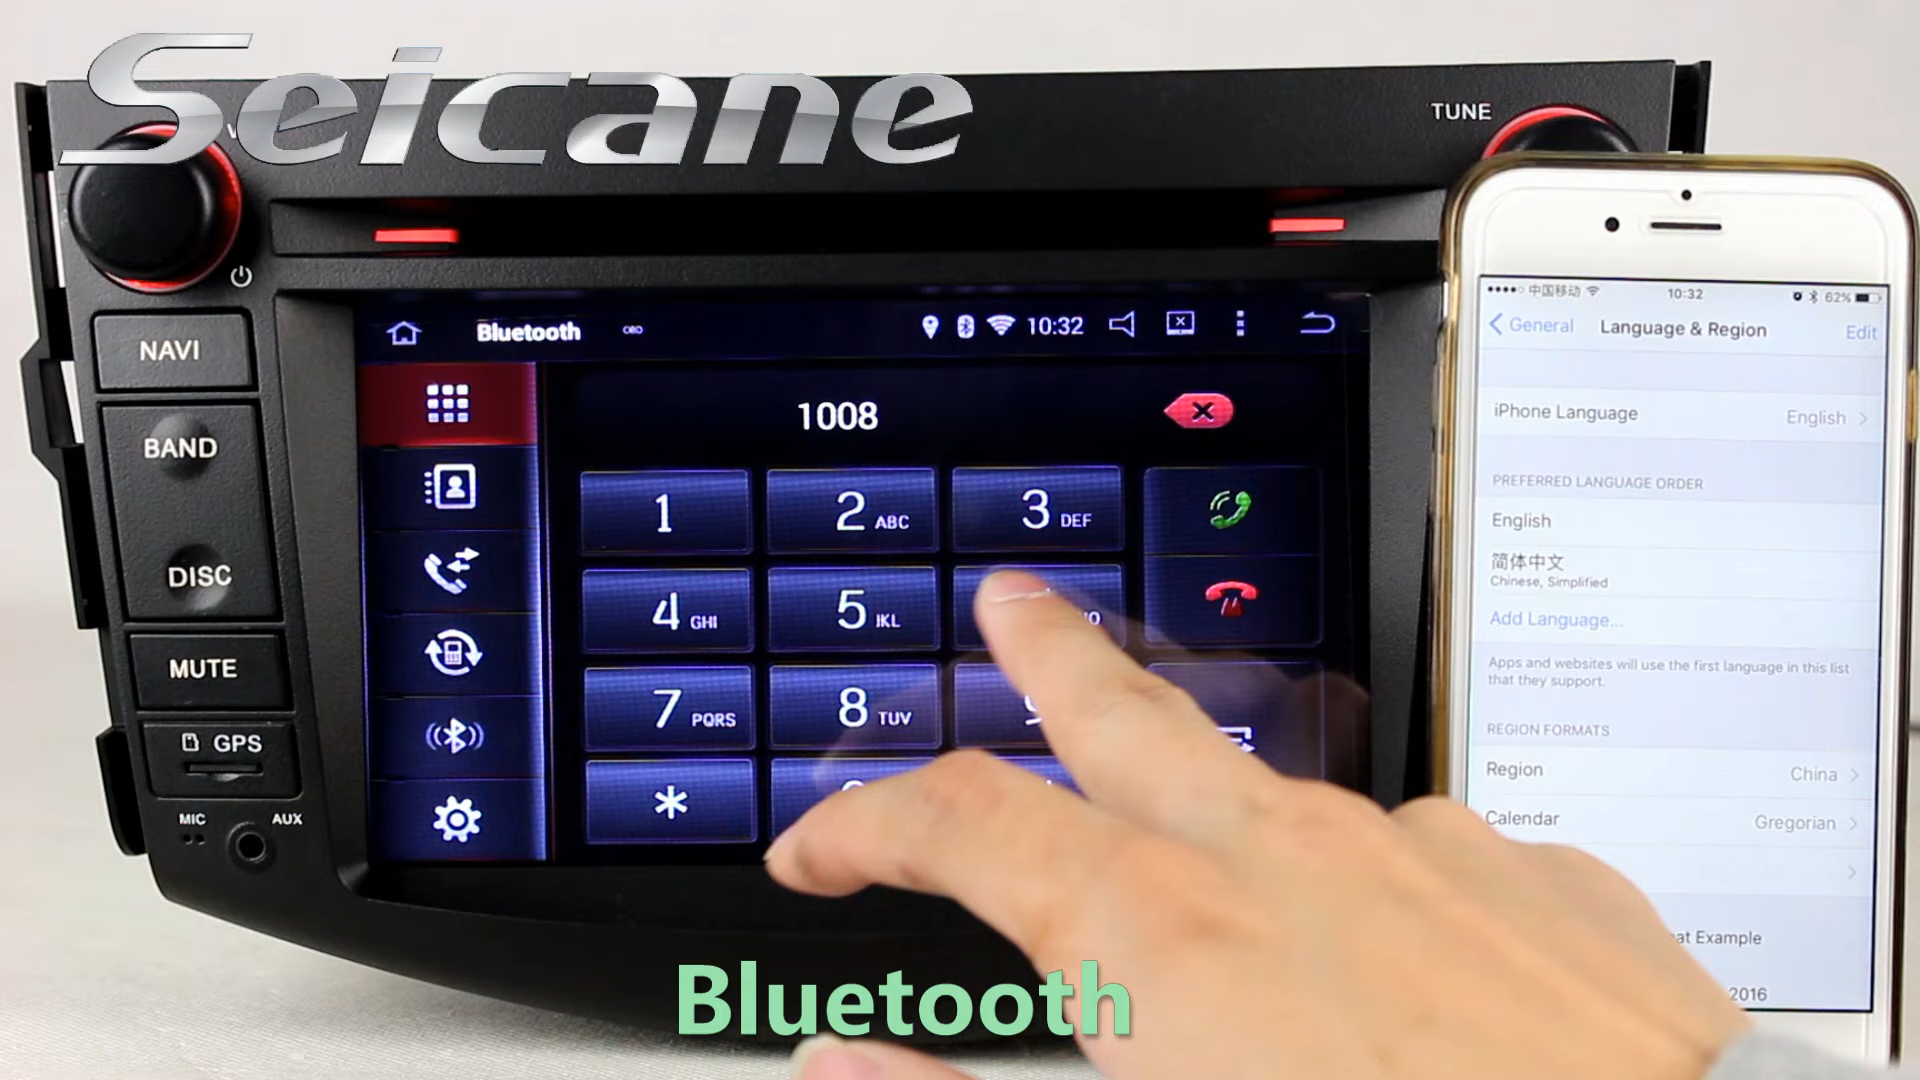 Seicane
TUNE
NAVI
BAND
DISC
MUTE
GPS
MIC
AUX
Bluetooth
OBD
10:32
1008
1
2 ABC
3 DEF
4 GHI
5 JKL
7 PQRS
8 TUV
*
中国移动
10:32
62%
General
Language & Region
Edit
iPhone Language
English
PREFERRED LANGUAGE ORDER
English
简体中文
Chinese, Simplified
Add Language...
Apps and websites will use the first language in this list
that they support.
REGION FORMATS
Region
China
Calendar
Gregorian
Example
2016
Bluetooth